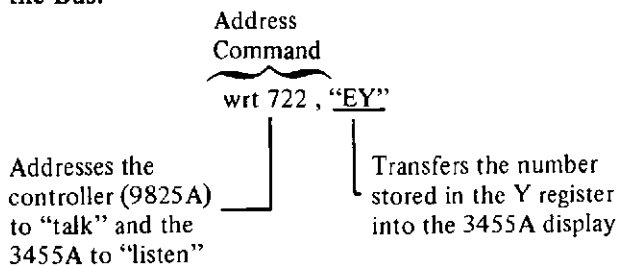 the Bus.
Address
Command
wrt 722 , “EY”
Addresses the
controller (9825A)
to “talk” and the
3455A to “listen”
Transfers the number
stored in the Y register
into the 3455A display